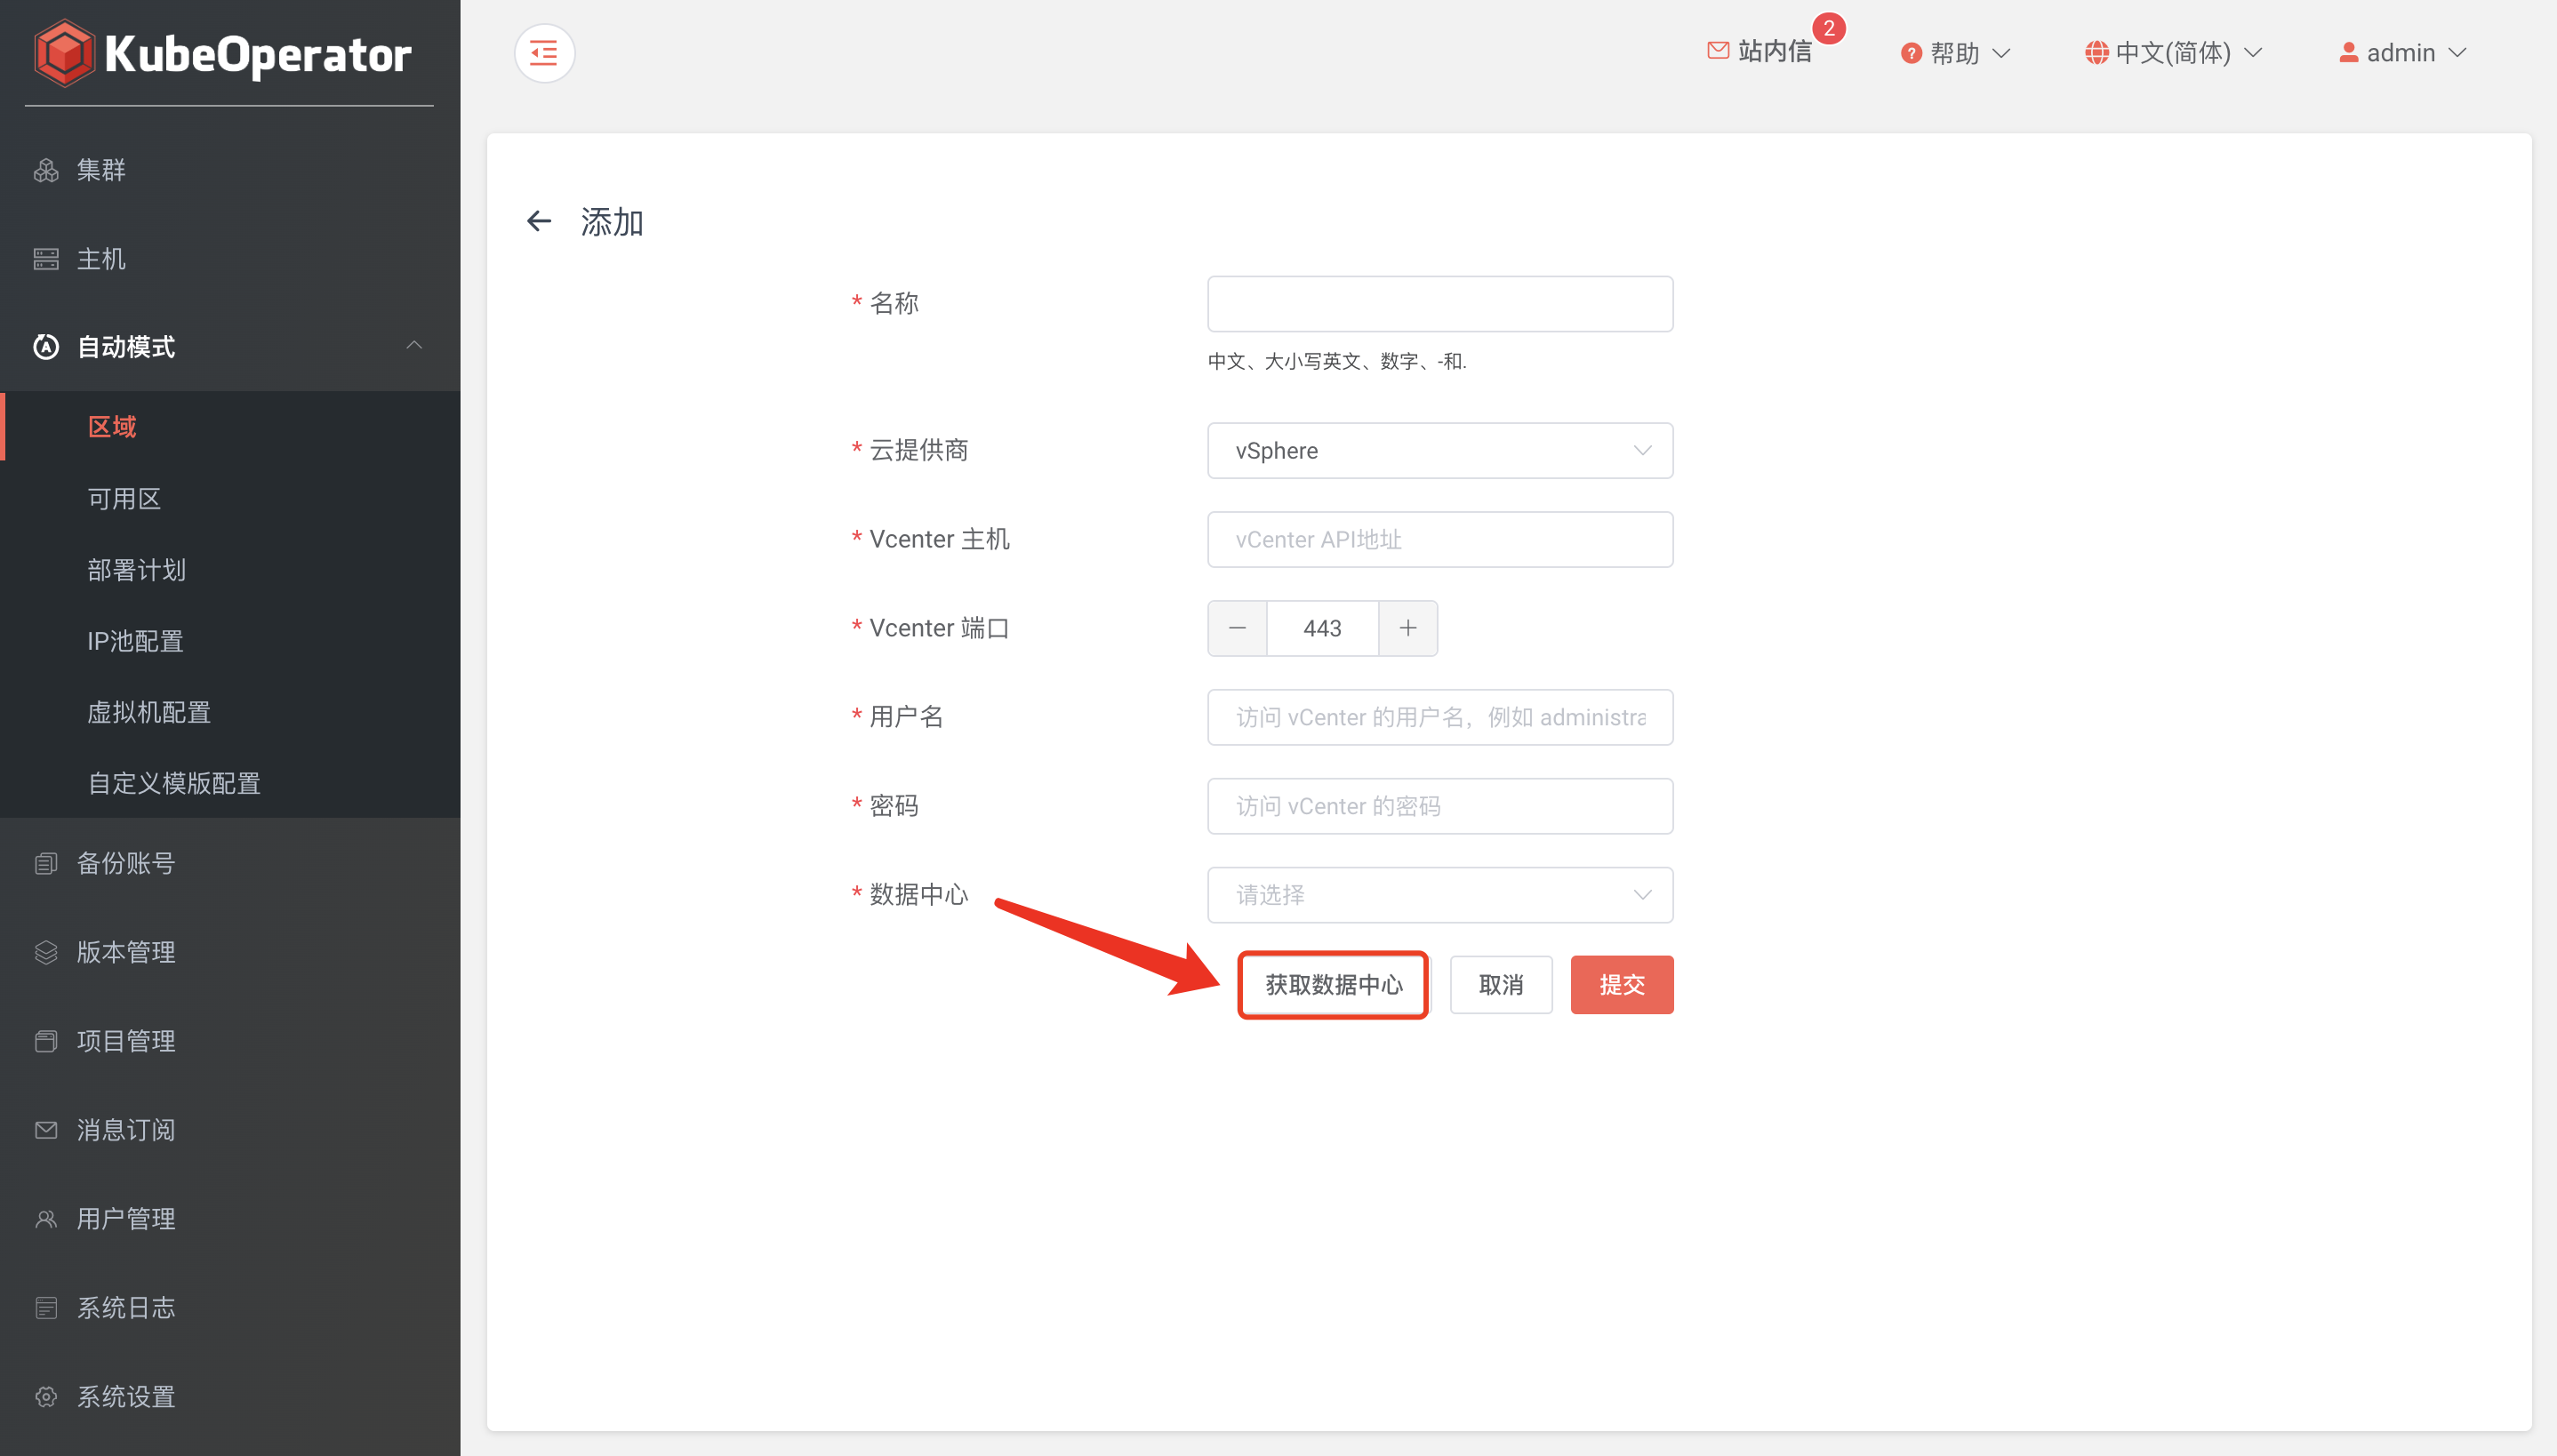 KubeOperator
站内信
2
帮助
中文(简体)
admin
集群
主机
自动模式
区域
可用区
部署计划
IP池配置
虚拟机配置
自定义模版配置
备份账号
版本管理
项目管理
消息订阅
用户管理
系统日志
系统设置
添加
* 名称
中文、大小写英文、数字、-和.
* 云提供商
vSphere
* Vcenter 主机
vCenter API地址
* Vcenter 端口
443
* 用户名
访问 vCenter 的用户名，例如 administra
* 密码
访问 vCenter 的密码
* 数据中心
请选择
获取数据中心
取消
提交